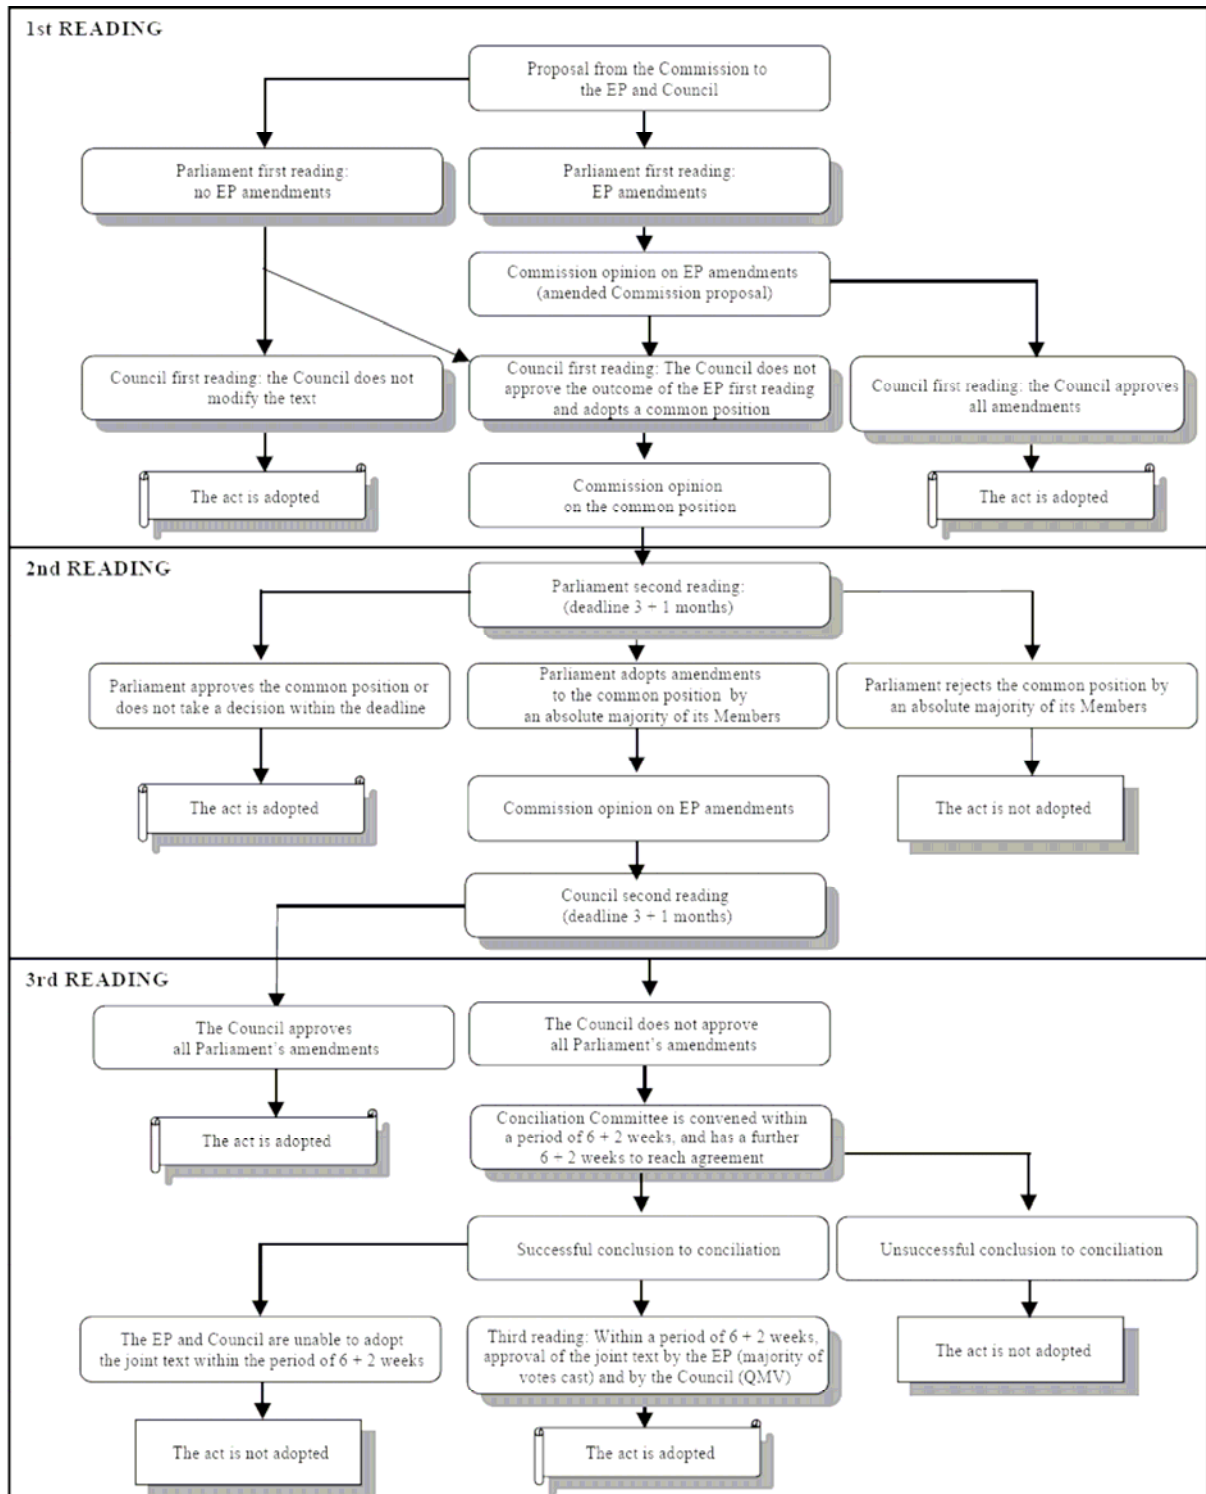 1st READING
Proposal from the Commission to
the EP and Council
Parliament first reading:
no EP amendments
Parliament first reading:
EP amendments
Commission opinion on EP amendments
(amended Commission proposal)
Council first reading: the Council does not
modify the text
Council first reading: The Council does not
approve the outcome of the EP first reading
and adopts a common position
Council first reading: the Council approves
all amendments
The act is adopted
Commission opinion
on the common position
The act is adopted
2nd READING
Parliament second reading:
(deadline 3 + 1 months)
Parliament approves the common position or
does not take a decision within the deadline
Parliament adopts amendments
to the common position by
an absolute majority of its Members
Parliament rejects the common position by
an absolute majority of its Members
The act is adopted
Commission opinion on EP amendments
The act is not adopted
Council second reading
(deadline 3 + 1 months)
3rd READING
The Council approves
all Parliament's amendments
The Council does not approve
all Parliament's amendments
The act is adopted
Conciliation Committee is convened within
a period of 6 + 2 weeks, and has a further
6 + 2 weeks to reach agreement
Successful conclusion to conciliation
Unsuccessful conclusion to conciliation
The EP and Council are unable to adopt
the joint text within the period of 6 + 2 weeks
Third reading: Within a period of 6 + 2 weeks,
approval of the joint text by the EP (majority of
votes cast) and by the Council (QMV)
The act is not adopted
The act is not adopted
The act is adopted